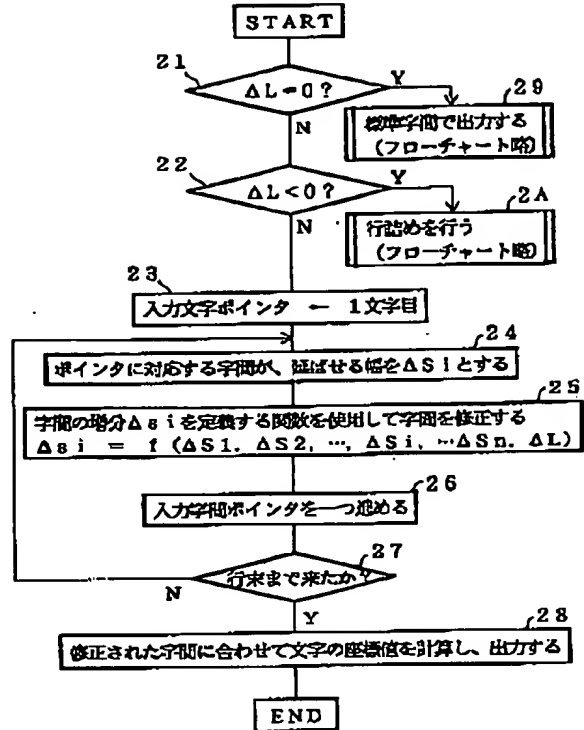 START
21
ΔL=0?
Y
29
標準字間で出力する
(フローチャート略)
N
22
ΔL<0?
Y
2A
行詰めを行う
(フローチャート略)
N
23
入力文字ポインタ ← 1文字目
24
ポインタに対応する字間が、延ばせる幅をΔSiとする
25
字間の増分Δsiを定義する関数を使用して字間を修正する
Δsi = f (ΔS1. ΔS2, …, ΔSi, …ΔSn. ΔL)
26
入力字間ポインタを一つ進める
27
行末まで来たか?
N
Y
28
修正された字間に合わせて文字の座標値を計算し、出力する
END